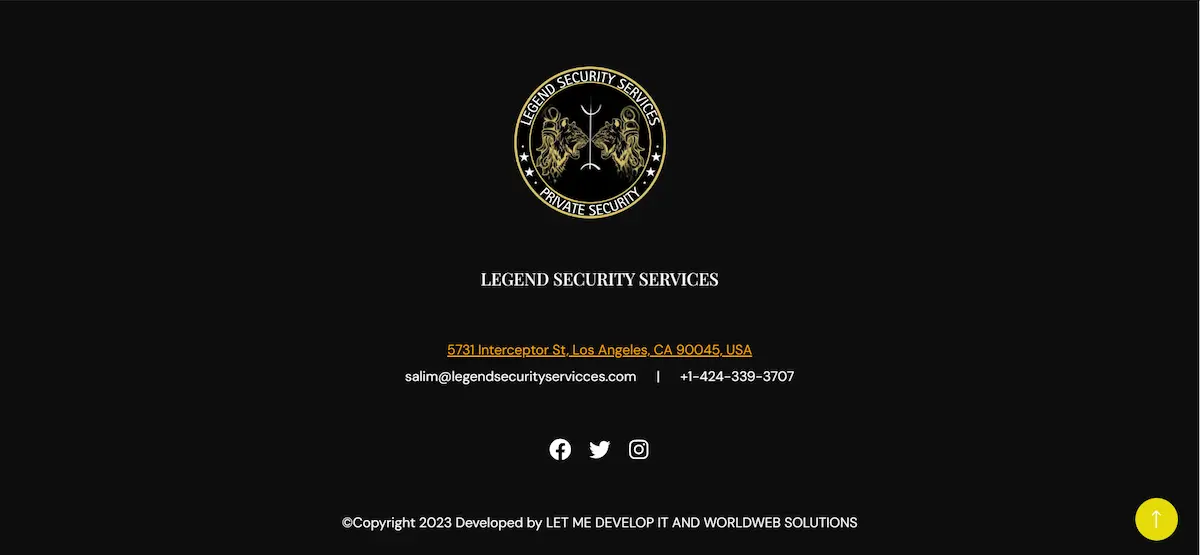 LEGEND SECURITY SERVICES
PRIVATE SECURITY
LEGEND SECURITY SERVICES
5731 Interceptor St, Los Angeles, CA 90045, USA
salim@legendsecurityservicces.com | +1-424-339-3707
©Copyright 2023 Developed by LET ME DEVELOP IT AND WORLDWEB SOLUTIONS